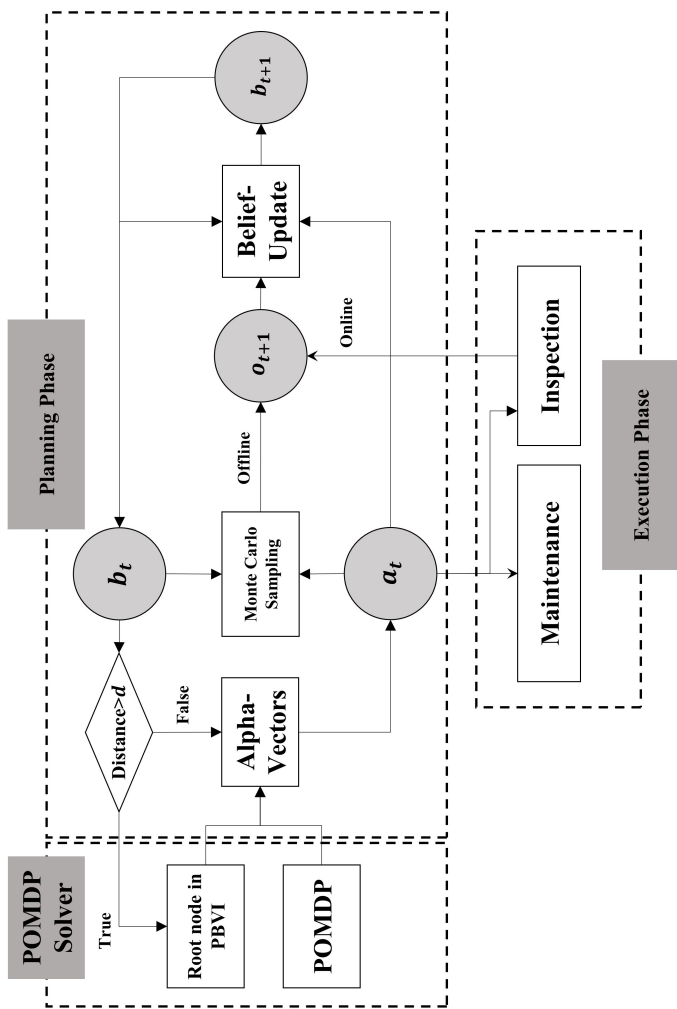 POMDP
Solver
Planning Phase
True
Distance>d
b_t
False
Root node in
PBVI
POMDP
Alpha-
Vectors
Monte Carlo
Sampling
Offline
o_{t+1}
Belief-
Update
b_{t+1}
a_t
Online
Maintenance
Inspection
Execution Phase